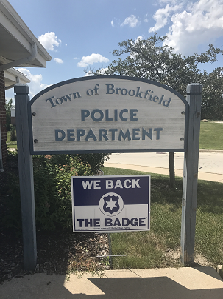 Town of Brookfield
POLICE
DEPARTMENT
WE BACK
THE BADGE